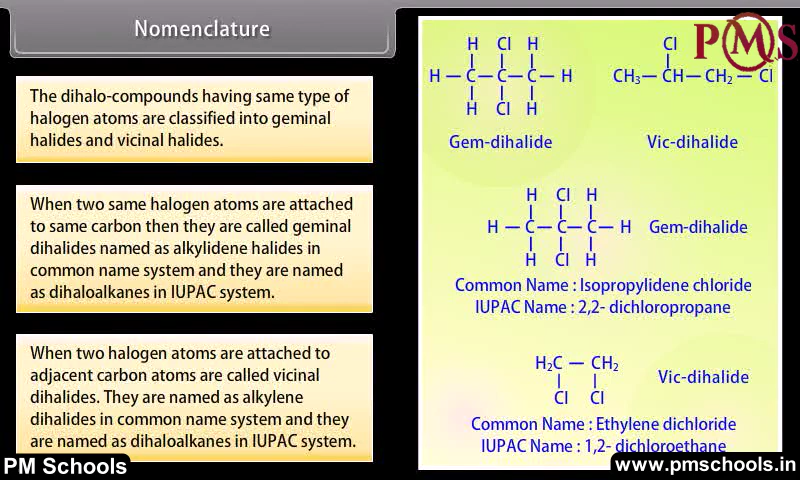 Nomenclature
The dihalo-compounds having same type of
halogen atoms are classified into geminal
halides and vicinal halides.
When two same halogen atoms are attached
to same carbon then they are called geminal
dihalides named as alkylidene halides in
common name system and they are named
as dihaloalkanes in IUPAC system.
When two halogen atoms are attached to
adjacent carbon atoms are called vicinal
dihalides. They are named as alkylene
dihalides in common name system and they
are named as dihaloalkanes in IUPAC system.
PM Schools
PMS
H Cl H
H — C — C — C — H
H Cl H
Gem-dihalide
Cl
CH₃ — CH — CH₂ — Cl
Vic-dihalide
H Cl H
H — C — C — C — H Gem-dihalide
H Cl H
Common Name : Isopropylidene chloride
IUPAC Name : 2,2- dichloropropane
H₂C — CH₂
Vic-dihalide
Cl Cl
Common Name : Ethylene dichloride
IUPAC Name : 1,2- dichloroethane
www.pmschools.in